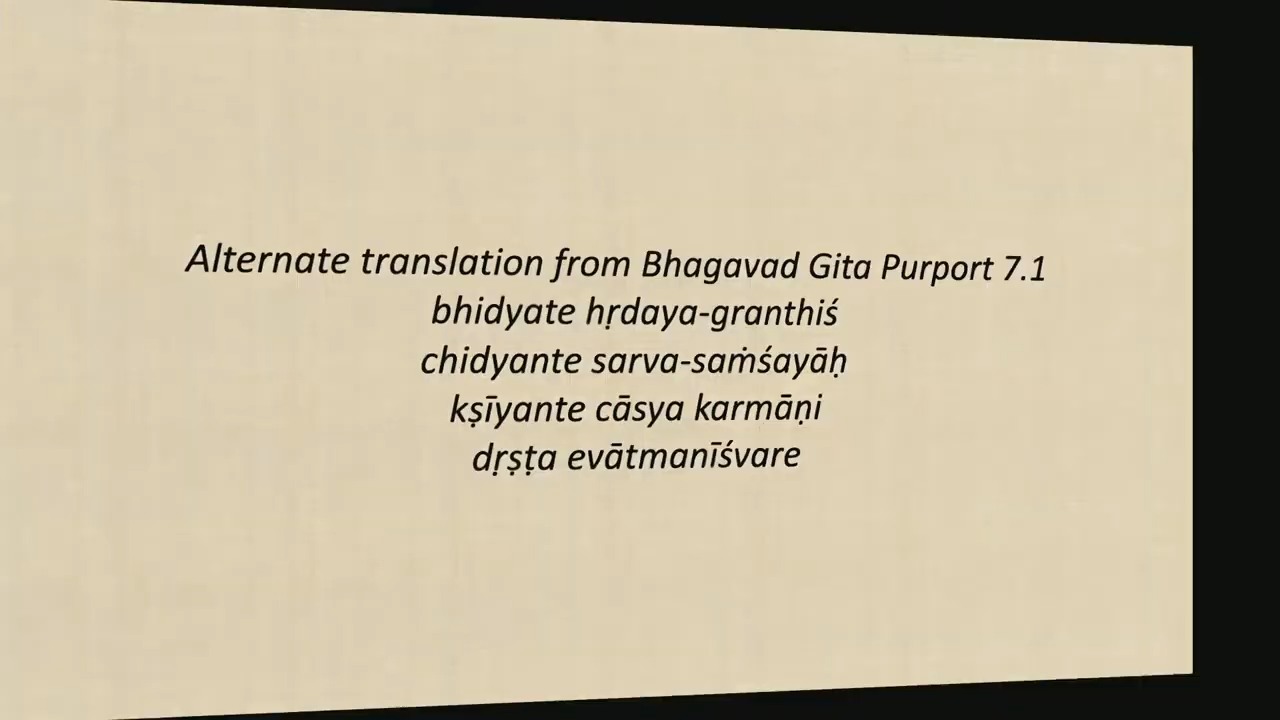 Alternate translation from Bhagavad Gita Purport 7.1
bhidyate hṛdaya-granthiś
chidyante sarva-saṁśayāḥ
kṣīyante cāsya karmāṇi
dṛṣṭa evātmanīśvare